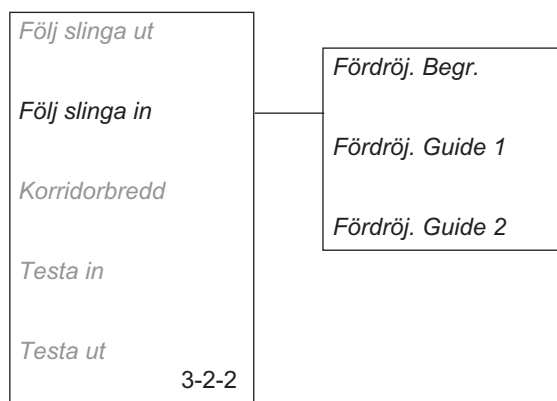 Följ slinga ut
Följ slinga in
Korridorbredd
Testa in
Testa ut
3-2-2
Fördröj. Begr.
Fördröj. Guide 1
Fördröj. Guide 2